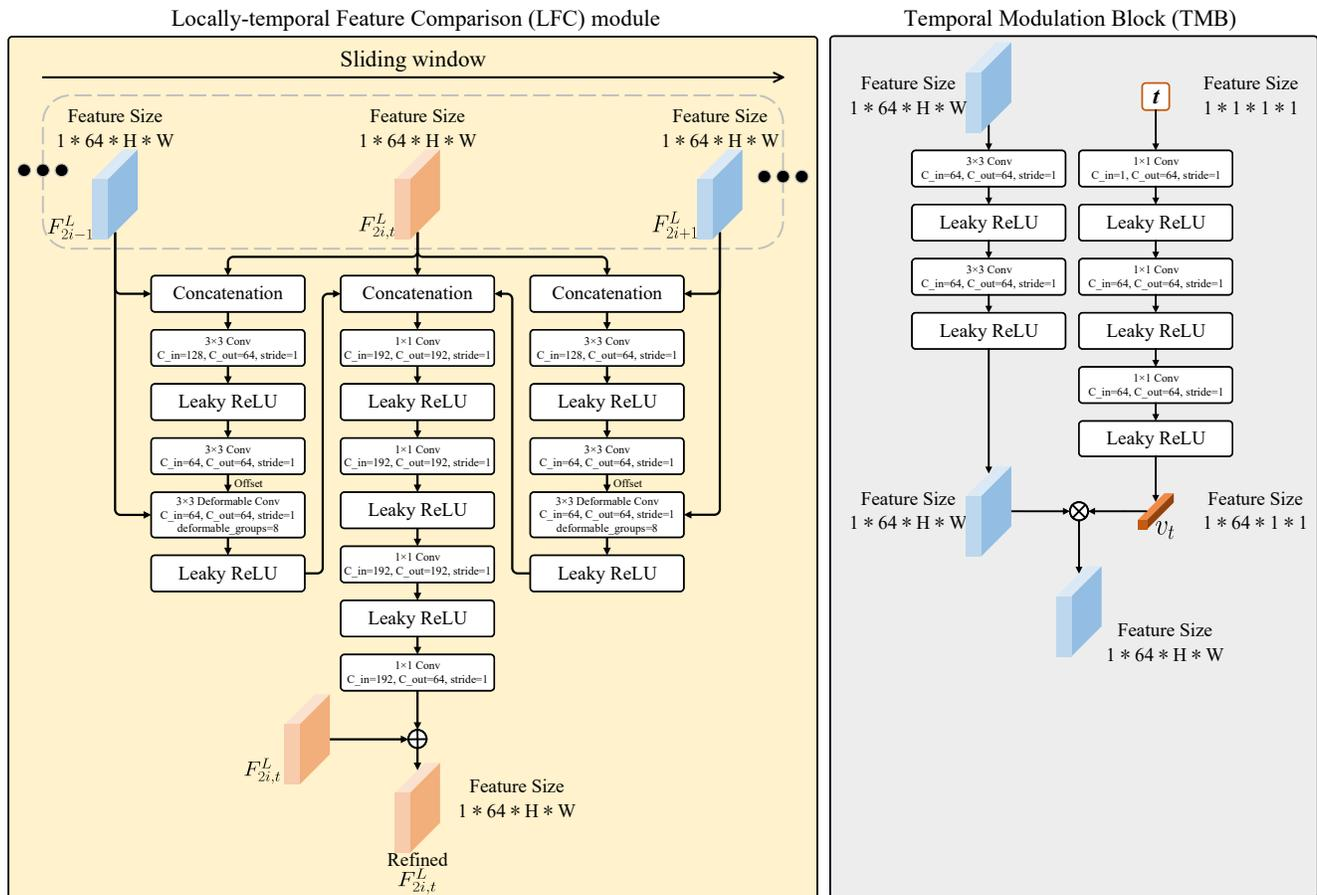 Locally-temporal Feature Comparison (LFC) module
Sliding window
Feature Size
1 * 64 * H * W
Feature Size
1 * 64 * H * W
Feature Size
1 * 64 * H * W
F^L_{2i-1}
F^L_{2i,t}
F^L_{2i+1}
Concatenation
3×3 Conv
C_in=128, C_out=64, stride=1
Leaky ReLU
3×3 Conv
C_in=64, C_out=64, stride=1
Offset
3×3 Deformable Conv
C_in=64, C_out=64, stride=1
deformable_groups=8
Leaky ReLU
Concatenation
1×1 Conv
C_in=192, C_out=192, stride=1
Leaky ReLU
1×1 Conv
C_in=192, C_out=192, stride=1
Leaky ReLU
1×1 Conv
C_in=192, C_out=192, stride=1
Leaky ReLU
1×1 Conv
C_in=192, C_out=64, stride=1
Concatenation
3×3 Conv
C_in=128, C_out=64, stride=1
Leaky ReLU
3×3 Conv
C_in=64, C_out=64, stride=1
Offset
3×3 Deformable Conv
C_in=64, C_out=64, stride=1
deformable_groups=8
Leaky ReLU
F^L_{2i,t}
Feature Size
1 * 64 * H * W
Refined
F^L_{2i,t}
Temporal Modulation Block (TMB)
Feature Size
1 * 64 * H * W
t
Feature Size
1 * 1 * 1 * 1
3×3 Conv
C_in=64, C_out=64, stride=1
Leaky ReLU
3×3 Conv
C_in=64, C_out=64, stride=1
Leaky ReLU
1×1 Conv
C_in=1, C_out=64, stride=1
Leaky ReLU
1×1 Conv
C_in=64, C_out=64, stride=1
Leaky ReLU
1×1 Conv
C_in=64, C_out=64, stride=1
Leaky ReLU
Feature Size
1 * 64 * H * W
v_t
Feature Size
1 * 64 * 1 * 1
Feature Size
1 * 64 * H * W